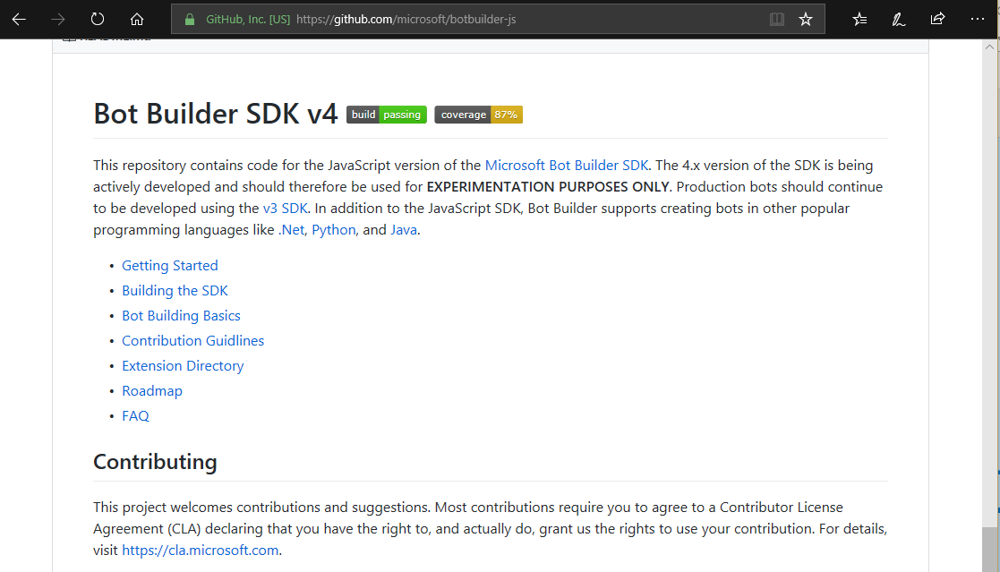 GitHub, Inc. [US] https://github.com/microsoft/botbuilder-js
Bot Builder SDK v4 build passing coverage 87%
This repository contains code for the JavaScript version of the Microsoft Bot Builder SDK. The 4.x version of the SDK is being
actively developed and should therefore be used for EXPERIMENTATION PURPOSES ONLY. Production bots should continue
to be developed using the v3 SDK. In addition to the JavaScript SDK, Bot Builder supports creating bots in other popular
programming languages like .Net, Python, and Java.
• Getting Started
• Building the SDK
• Bot Building Basics
• Contribution Guidlines
• Extension Directory
• Roadmap
• FAQ
Contributing
This project welcomes contributions and suggestions. Most contributions require you to agree to a Contributor License
Agreement (CLA) declaring that you have the right to, and actually do, grant us the rights to use your contribution. For details,
visit https://cla.microsoft.com.